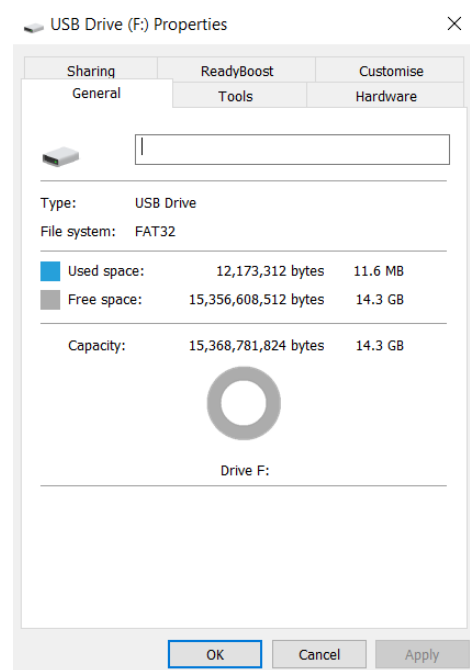 USB Drive (F:) Properties
Sharing ReadyBoost Customise
General Tools Hardware
Type: USB Drive
File system: FAT32
Used space: 12,173,312 bytes 11.6 MB
Free space: 15,356,608,512 bytes 14.3 GB
Capacity: 15,368,781,824 bytes 14.3 GB
Drive F:
OK Cancel Apply